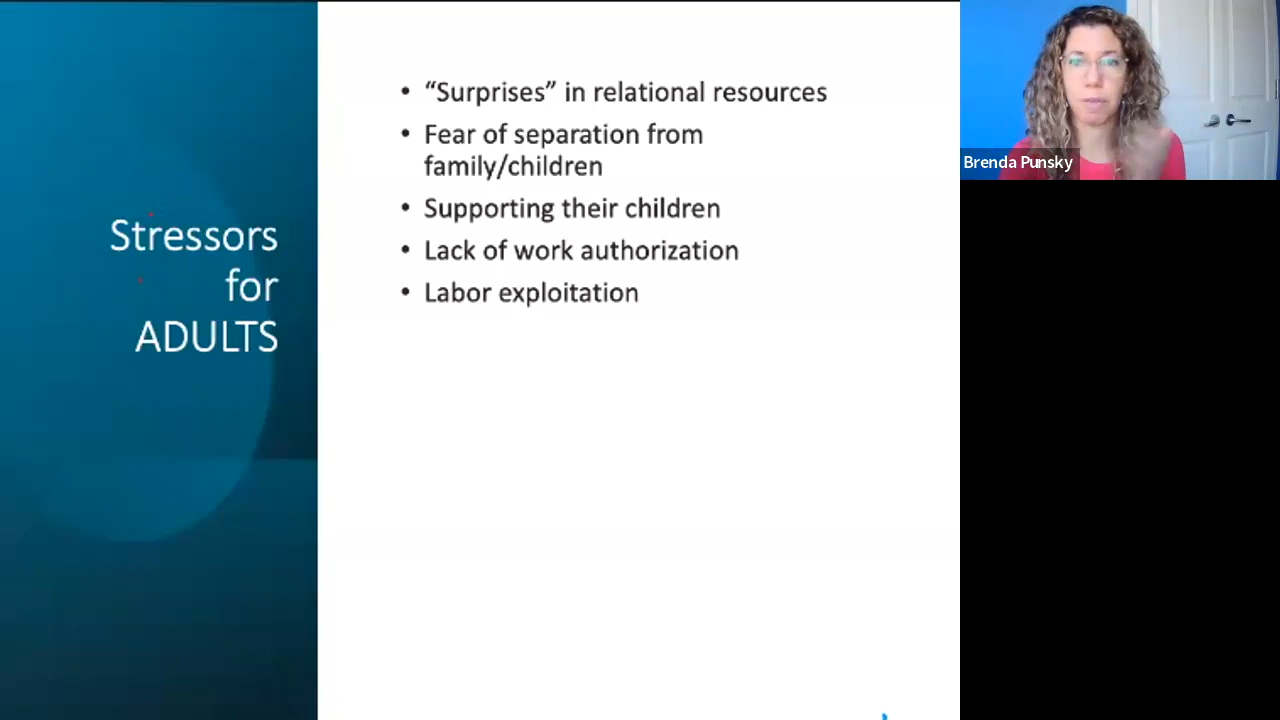 Stressors
for
ADULTS
• “Surprises” in relational resources
• Fear of separation from
family/children
• Supporting their children
• Lack of work authorization
• Labor exploitation
Brenda Punsky